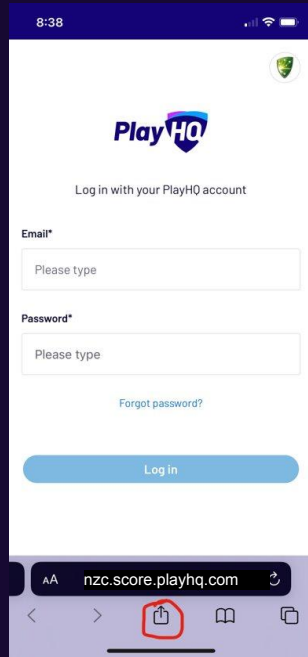 8:38
PlayHQ
Log in with your PlayHQ account
Email*
Please type
Password*
Please type
Forgot password?
Log in
AA nzc.score.playhq.com